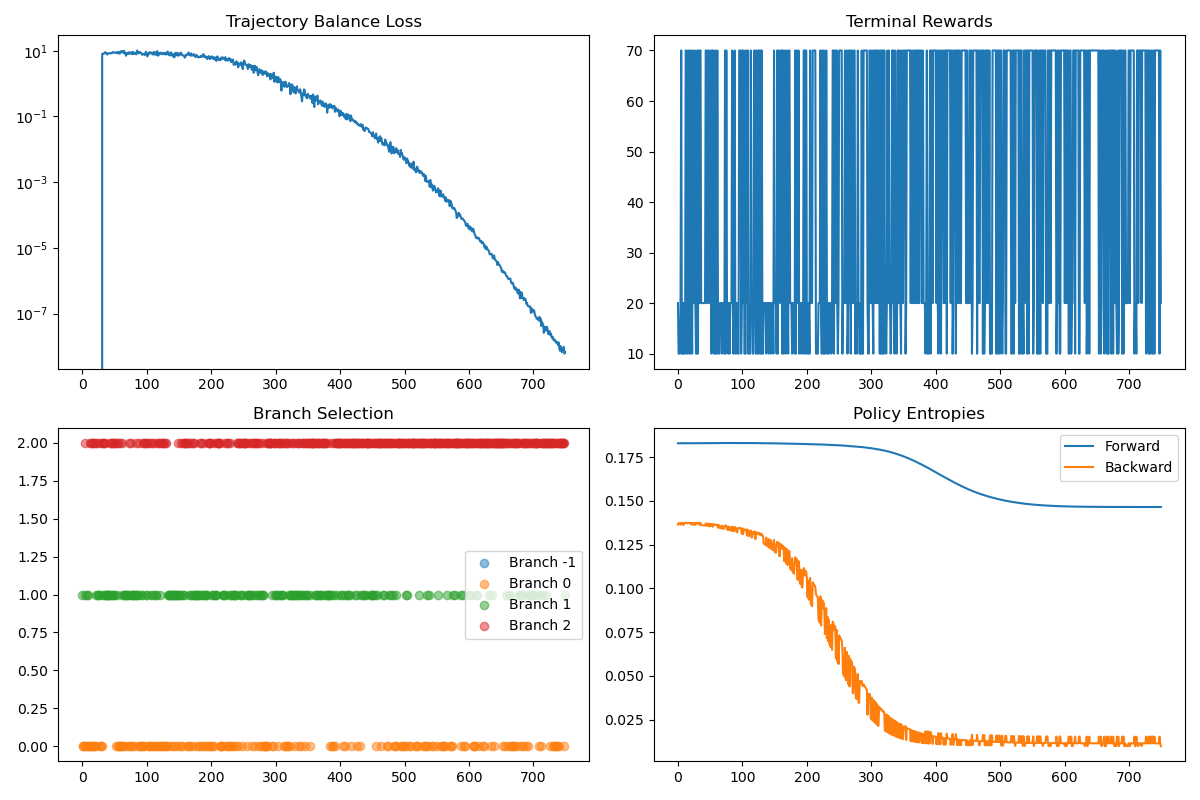 Trajectory Balance Loss
10¹
10⁻¹
10⁻³
10⁻⁵
10⁻⁷
0 100 200 300 400 500 600 700
Terminal Rewards
70
60
50
40
30
20
10
0 100 200 300 400 500 600 700
Branch Selection
2.00
1.75
1.50
1.25
1.00
0.75
0.50
0.25
0.00
Branch -1
Branch 0
Branch 1
Branch 2
0 100 200 300 400 500 600 700
Policy Entropies
0.175
0.150
0.125
0.100
0.075
0.050
0.025
Forward
Backward
0 100 200 300 400 500 600 700